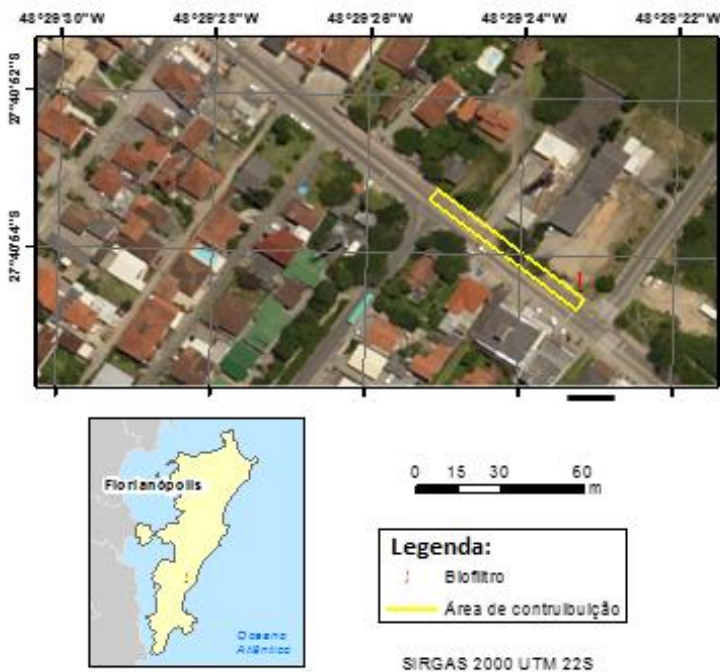 48°29'30"W 48°29'28"W 48°29'26"W 48°29'24"W 48°29'22"W
27°40'52"S
27°40'54"S
Florianópolis
Oceano
Atlântico
0 15 30 60
m
Legenda:
Biofiltro
Área de contruibuição
SIRGAS 2000 UTM 22S